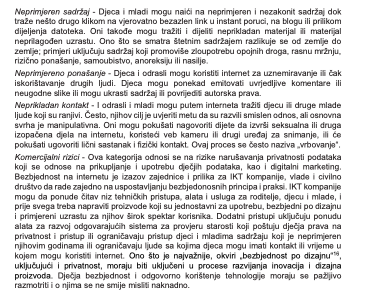 Neprimjeren sadržaj - Djeca i mladi mogu naići na neprimjeren i nezakonit sadržaj dok
traže nešto drugo klikom na vjerovatno bezazlen link u instant poruci, na blogu ili prilikom
dijeljenja datoteka. Oni takođe mogu tražiti i dijeliti neprikladan materijal ili materijal
neprilagođen uzrastu. Ono što se smatra štetnim sadržajem razlikuje se od zemlje do
zemlje; primjeri uključuju sadržaj koji promoviše zloupotrebu opojnih droga, rasnu mržnju,
rizično ponašanje, samoubistvo, anoreksiju ili nasilje.
Neprimjereno ponašanje - Djeca i odrasli mogu koristiti internet za uznemiravanje ili čak
iskorištavanje drugih ljudi. Djeca mogu ponekad emitovati uvrjedljive komentare ili
neugodne slike ili mogu ukrasti sadržaj ili povrijediti autorska prava.
Neprikladan kontakt - I odrasli i mladi mogu putem interneta tražiti djecu ili druge mlade
ljude koji su ranjivi. Često, njihov cilj je uvjeriti metu da su razvili smislen odnos, ali osnovna
svrha je manipulativna. Oni mogu pokušati nagovoriti dijete da izvrši seksualna ili druga
izopačena djela na internetu, koristeći veb kameru ili drugi uređaj za snimanje, ili će
pokušati ugovoriti lični sastanak i fizički kontakt. Ovaj proces se često naziva „vrbovanje”.
Komercijalni rizici - Ova kategorija odnosi se na rizike narušavanja privatnosti podataka
koji se odnose na prikupljanje i upotrebu dječjih podataka, kao i digitalni marketing.
Bezbjednost na internetu je izazov zajednice i prilika za IKT kompanije, vlade i civilno
društvo da rade zajedno na uspostavljanju bezbjedonosnih principa i praksi. IKT kompanije
mogu da ponude čitav niz tehničkih pristupa, alata i usluga za roditelje, djecu i mlade, i
prije svega treba napraviti proizvode koji su jednostavni za upotrebu, bezbjedni po dizajnu
i primjereni uzrastu za njihov širok spektar korisnika. Dodatni pristupi uključuju ponudu
alata za razvoj odgovarajućih sistema za provjeru starosti koji poštuju dječja prava na
privatnost i pristup ili ograničavaju pristup djeci i mladima sadržaju koji je neprimjeren
njihovim godinama ili ograničavaju ljude sa kojima djeca mogu imati kontakt ili vrijeme u
kojem mogu koristiti internet. Ono što je najvažnije, okviri „bezbjednost po dizajnu”¹⁶,
uključujući i privatnost, moraju biti uključeni u procese razvijanja inovacija i dizajna
proizvoda. Dječja bezbjednost i odgovorno korištenje tehnologije moraju se pažljivo
razmotriti i o njima se ne smije misliti naknadno.